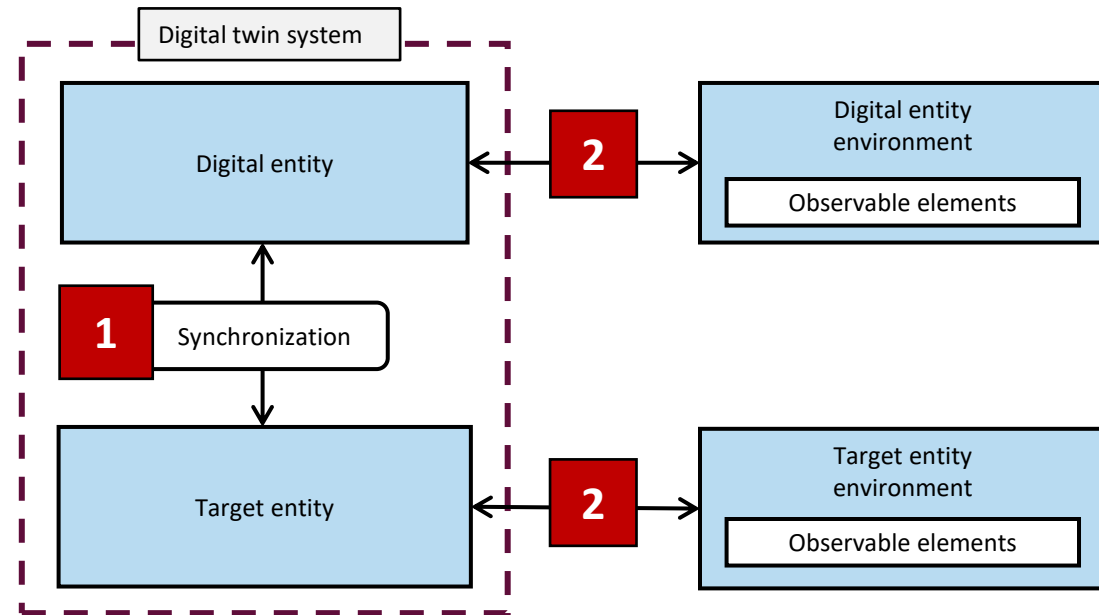 Digital twin system
Digital entity
2
Digital entity
environment
Observable elements
1
Synchronization
Target entity
2
Target entity
environment
Observable elements